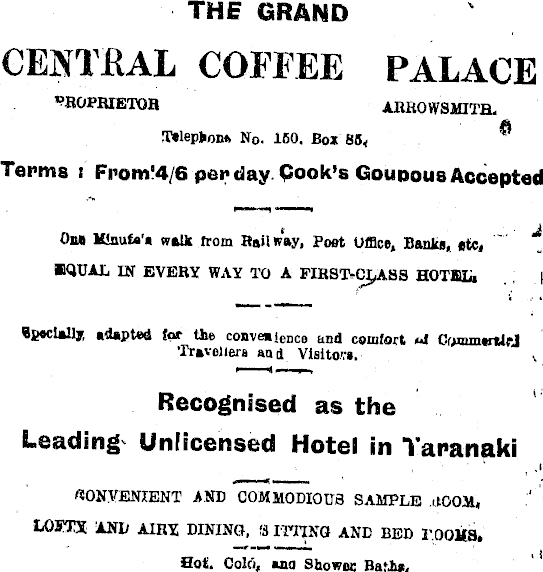 THE GRAND
CENTRAL COFFEE PALACE
PROPRIETOR ARROWSMITH.
Telephone No. 150. Box 85.
Terms : From 4/6 per day. Cook's Coupous Accepted
One Minute's walk from Railway, Post Office, Banks, etc,
EQUAL IN EVERY WAY TO A FIRST-CLASS HOTEL.
Specially adapted for the convenience and comfort of Commercial
Travellers and Visitors.
Recognised as the
Leading Unlicensed Hotel in Taranaki
CONVENIENT AND COMMODIOUS SAMPLE ROOM,
LOFTY AND AIRY DINING, SITTING AND BED ROOMS.
Hot, Cold, and Shower Baths,